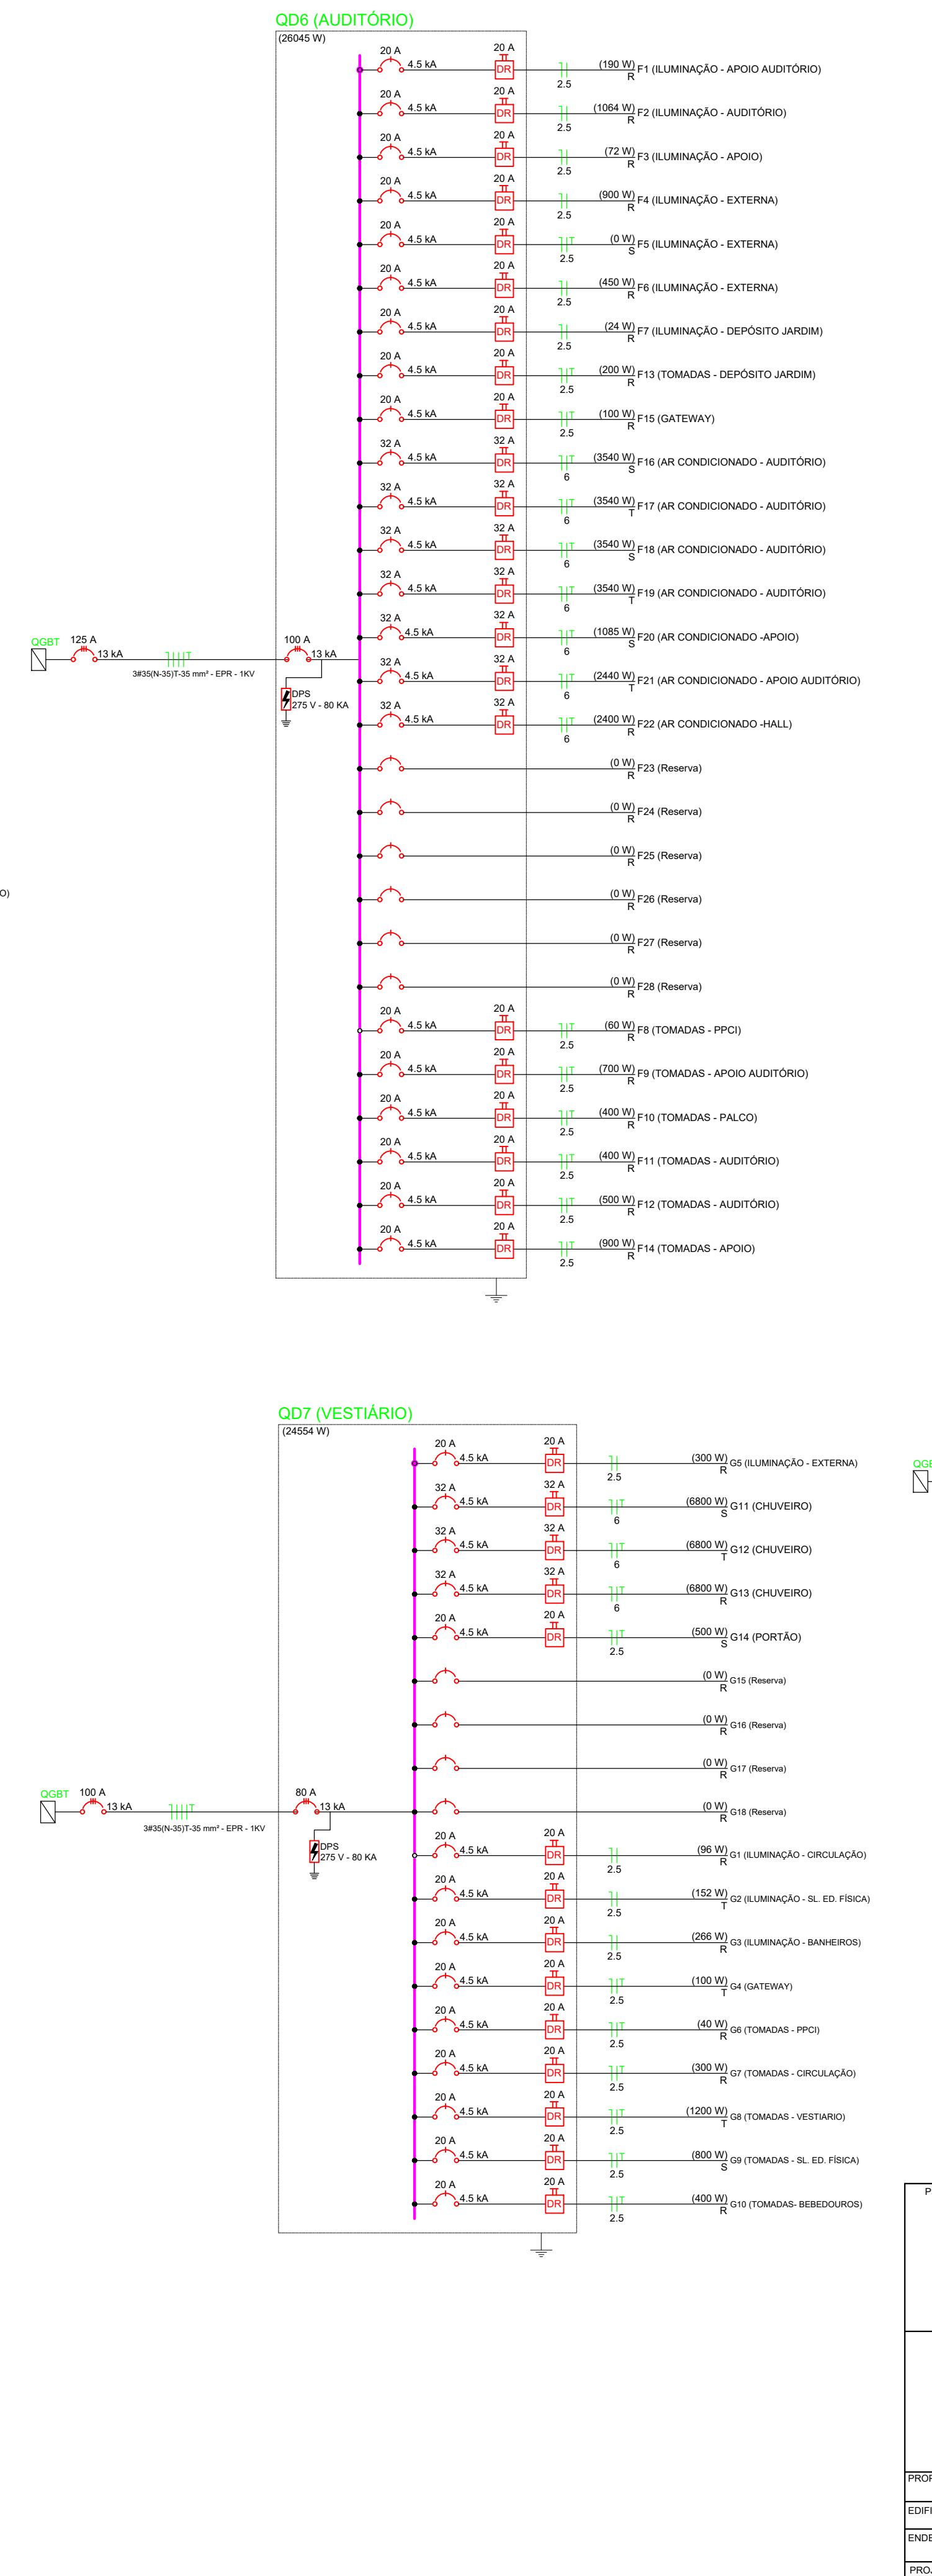 QD6 (AUDITÓRIO)
(26045 W)
20 A 4.5 kA 20 A DR 2.5 (190 W) R F1 (ILUMINAÇÃO - APOIO AUDITÓRIO)
20 A 4.5 kA 20 A DR 2.5 (1064 W) R F2 (ILUMINAÇÃO - AUDITÓRIO)
20 A 4.5 kA 20 A DR 2.5 (72 W) R F3 (ILUMINAÇÃO - APOIO)
20 A 4.5 kA 20 A DR 2.5 (900 W) R F4 (ILUMINAÇÃO - EXTERNA)
20 A 4.5 kA 20 A DR 2.5 (0 W) S F5 (ILUMINAÇÃO - EXTERNA)
20 A 4.5 kA 20 A DR 2.5 (450 W) R F6 (ILUMINAÇÃO - EXTERNA)
20 A 4.5 kA 20 A DR 2.5 (24 W) R F7 (ILUMINAÇÃO - DEPÓSITO JARDIM)
20 A 4.5 kA 20 A DR 2.5 (200 W) R F13 (TOMADAS - DEPÓSITO JARDIM)
20 A 4.5 kA 20 A DR 2.5 (100 W) R F15 (GATEWAY)
32 A 4.5 kA 32 A DR 6 (3540 W) S F16 (AR CONDICIONADO - AUDITÓRIO)
32 A 4.5 kA 32 A DR 6 (3540 W) T F17 (AR CONDICIONADO - AUDITÓRIO)
32 A 4.5 kA 32 A DR 6 (3540 W) S F18 (AR CONDICIONADO - AUDITÓRIO)
32 A 4.5 kA 32 A DR 6 (3540 W) T F19 (AR CONDICIONADO - AUDITÓRIO)
32 A 4.5 kA 32 A DR 6 (1085 W) S F20 (AR CONDICIONADO -APOIO)
QGBT 125 A 13 kA 3#35(N-35)T-35 mm² - EPR - 1KV 100 A 13 kA
DPS
275 V - 80 KA
32 A 4.5 kA 32 A DR 6 (2440 W) T F21 (AR CONDICIONADO - APOIO AUDITÓRIO)
32 A 4.5 kA 32 A DR 6 (2400 W) R F22 (AR CONDICIONADO -HALL)
(0 W) R F23 (Reserva)
(0 W) R F24 (Reserva)
(0 W) R F25 (Reserva)
O)
(0 W) R F26 (Reserva)
(0 W) R F27 (Reserva)
(0 W) R F28 (Reserva)
20 A 4.5 kA 20 A DR 2.5 (60 W) R F8 (TOMADAS - PPCI)
20 A 4.5 kA 20 A DR 2.5 (700 W) R F9 (TOMADAS - APOIO AUDITÓRIO)
20 A 4.5 kA 20 A DR 2.5 (400 W) R F10 (TOMADAS - PALCO)
20 A 4.5 kA 20 A DR 2.5 (400 W) R F11 (TOMADAS - AUDITÓRIO)
20 A 4.5 kA 20 A DR 2.5 (500 W) R F12 (TOMADAS - AUDITÓRIO)
20 A 4.5 kA 20 A DR 2.5 (900 W) R F14 (TOMADAS - APOIO)
QD7 (VESTIÁRIO)
(24554 W)
20 A 4.5 kA 20 A DR 2.5 (300 W) R G5 (ILUMINAÇÃO - EXTERNA)
32 A 4.5 kA 32 A DR 6 (6800 W) S G11 (CHUVEIRO)
32 A 4.5 kA 32 A DR 6 (6800 W) T G12 (CHUVEIRO)
32 A 4.5 kA 32 A DR 6 (6800 W) R G13 (CHUVEIRO)
20 A 4.5 kA 20 A DR 2.5 (500 W) S G14 (PORTÃO)
(0 W) R G15 (Reserva)
(0 W) R G16 (Reserva)
(0 W) R G17 (Reserva)
QGBT 100 A 13 kA 3#35(N-35)T-35 mm² - EPR - 1KV 80 A 13 kA
DPS
275 V - 80 KA
(0 W) R G18 (Reserva)
20 A 4.5 kA 20 A DR 2.5 (96 W) R G1 (ILUMINAÇÃO - CIRCULAÇÃO)
20 A 4.5 kA 20 A DR 2.5 (152 W) T G2 (ILUMINAÇÃO - SL. ED. FÍSICA)
20 A 4.5 kA 20 A DR 2.5 (266 W) R G3 (ILUMINAÇÃO - BANHEIROS)
20 A 4.5 kA 20 A DR 2.5 (100 W) T G4 (GATEWAY)
20 A 4.5 kA 20 A DR 2.5 (40 W) R G6 (TOMADAS - PPCI)
20 A 4.5 kA 20 A DR 2.5 (300 W) R G7 (TOMADAS - CIRCULAÇÃO)
20 A 4.5 kA 20 A DR 2.5 (1200 W) T G8 (TOMADAS - VESTIARIO)
20 A 4.5 kA 20 A DR 2.5 (800 W) S G9 (TOMADAS - SL. ED. FÍSICA)
20 A 4.5 kA 20 A DR 2.5 (400 W) R G10 (TOMADAS- BEBEDOUROS)